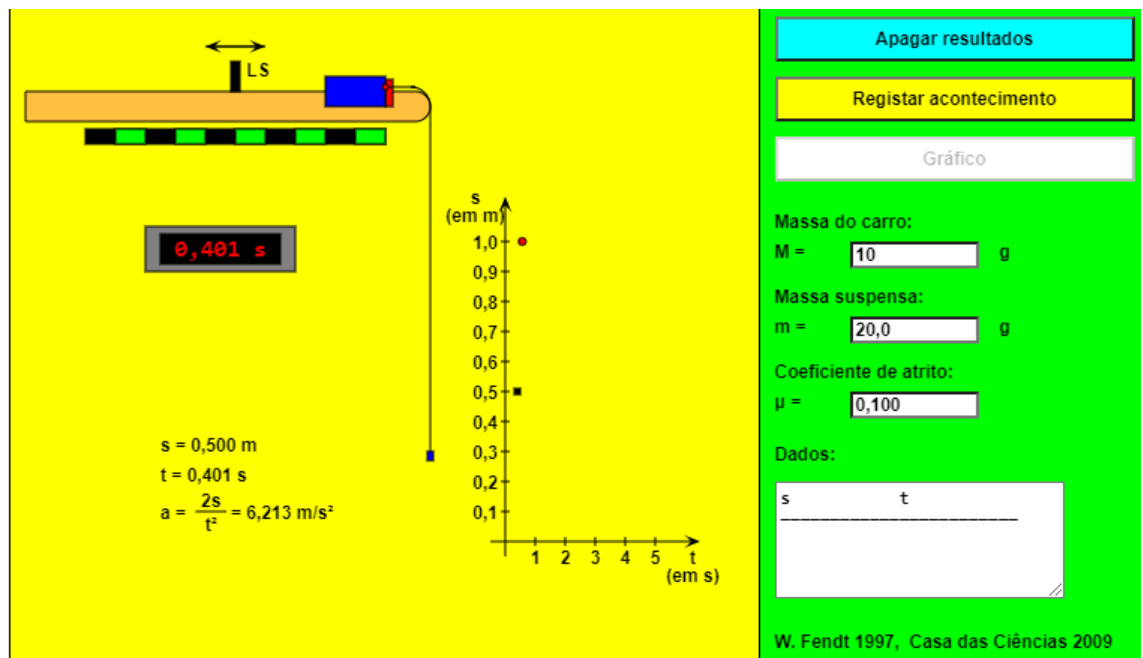 LS
0,401 s
s
(em m)
1,0
0,9
0,8
0,7
0,6
0,5
0,4
0,3
0,2
0,1
1 2 3 4 5 t
(em s)
s = 0,500 m
t = 0,401 s
a = 2s/t² = 6,213 m/s²
Apagar resultados
Registar acontecimento
Gráfico
Massa do carro:
M = 10 g
Massa suspensa:
m = 20,0 g
Coeficiente de atrito:
μ = 0,100
Dados:
s t
W. Fendt 1997, Casa das Ciências 2009